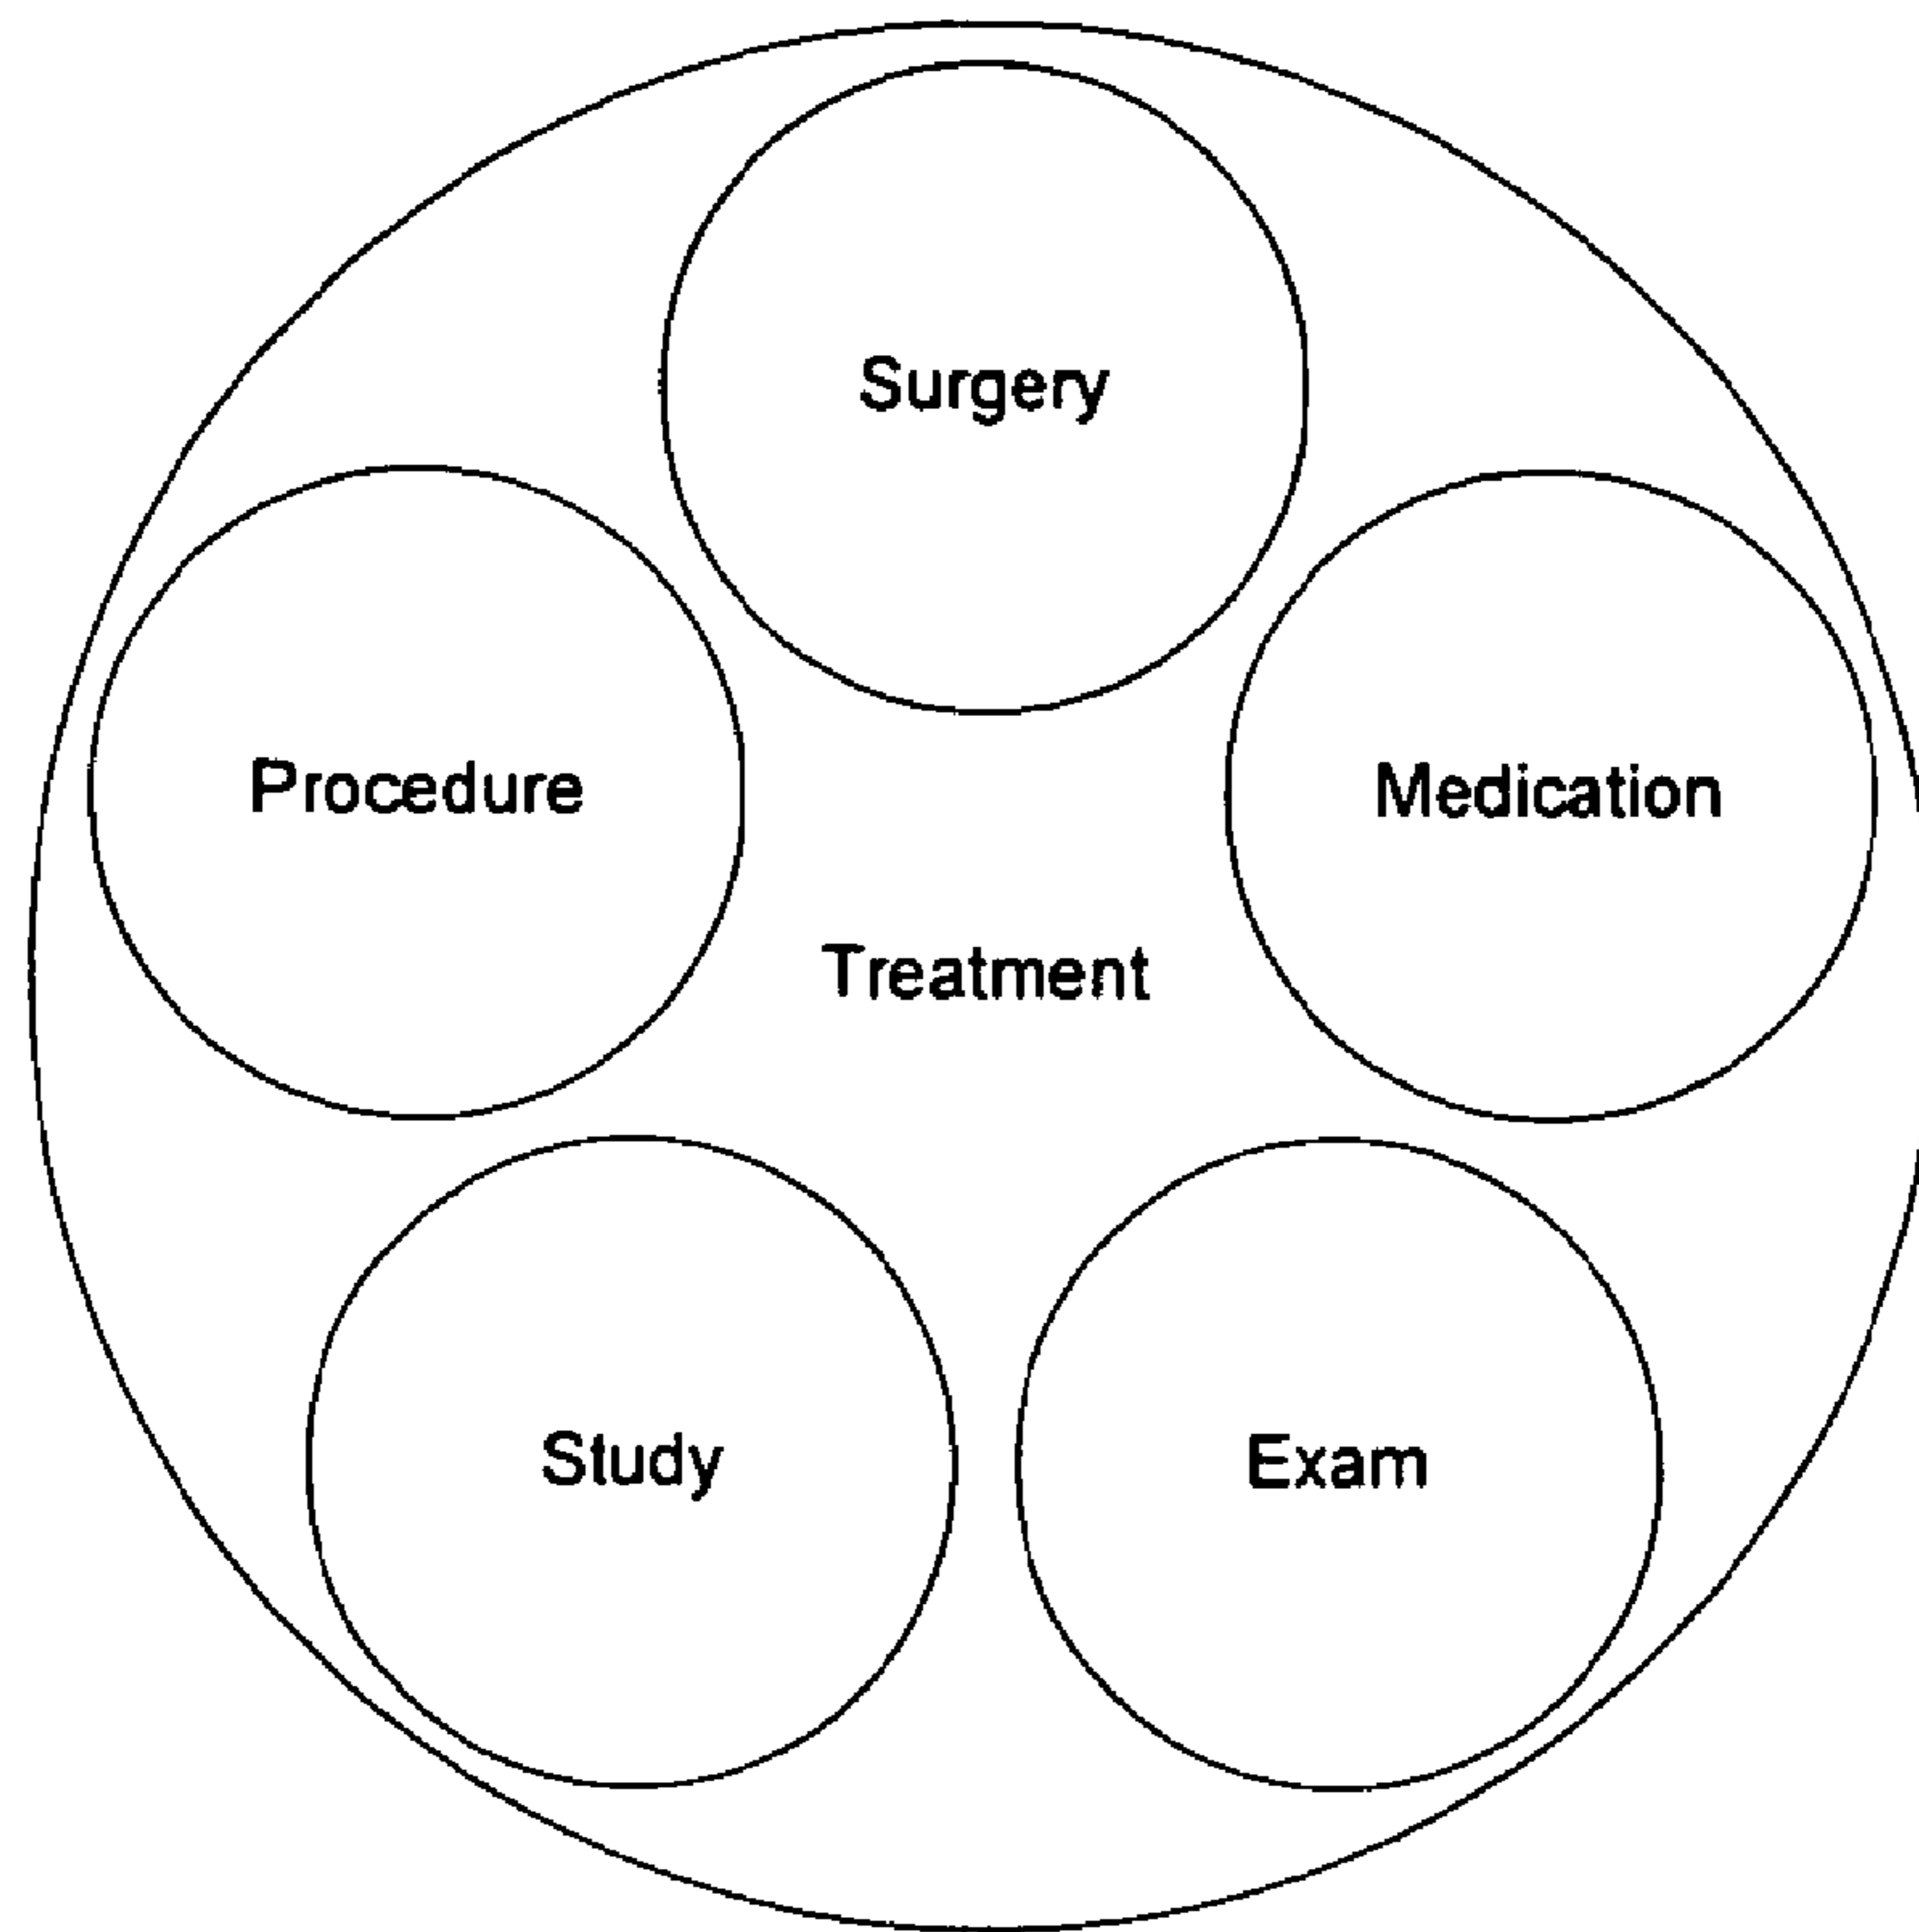 Surgery
Procedure
Medication
Treatment
Study
Exam